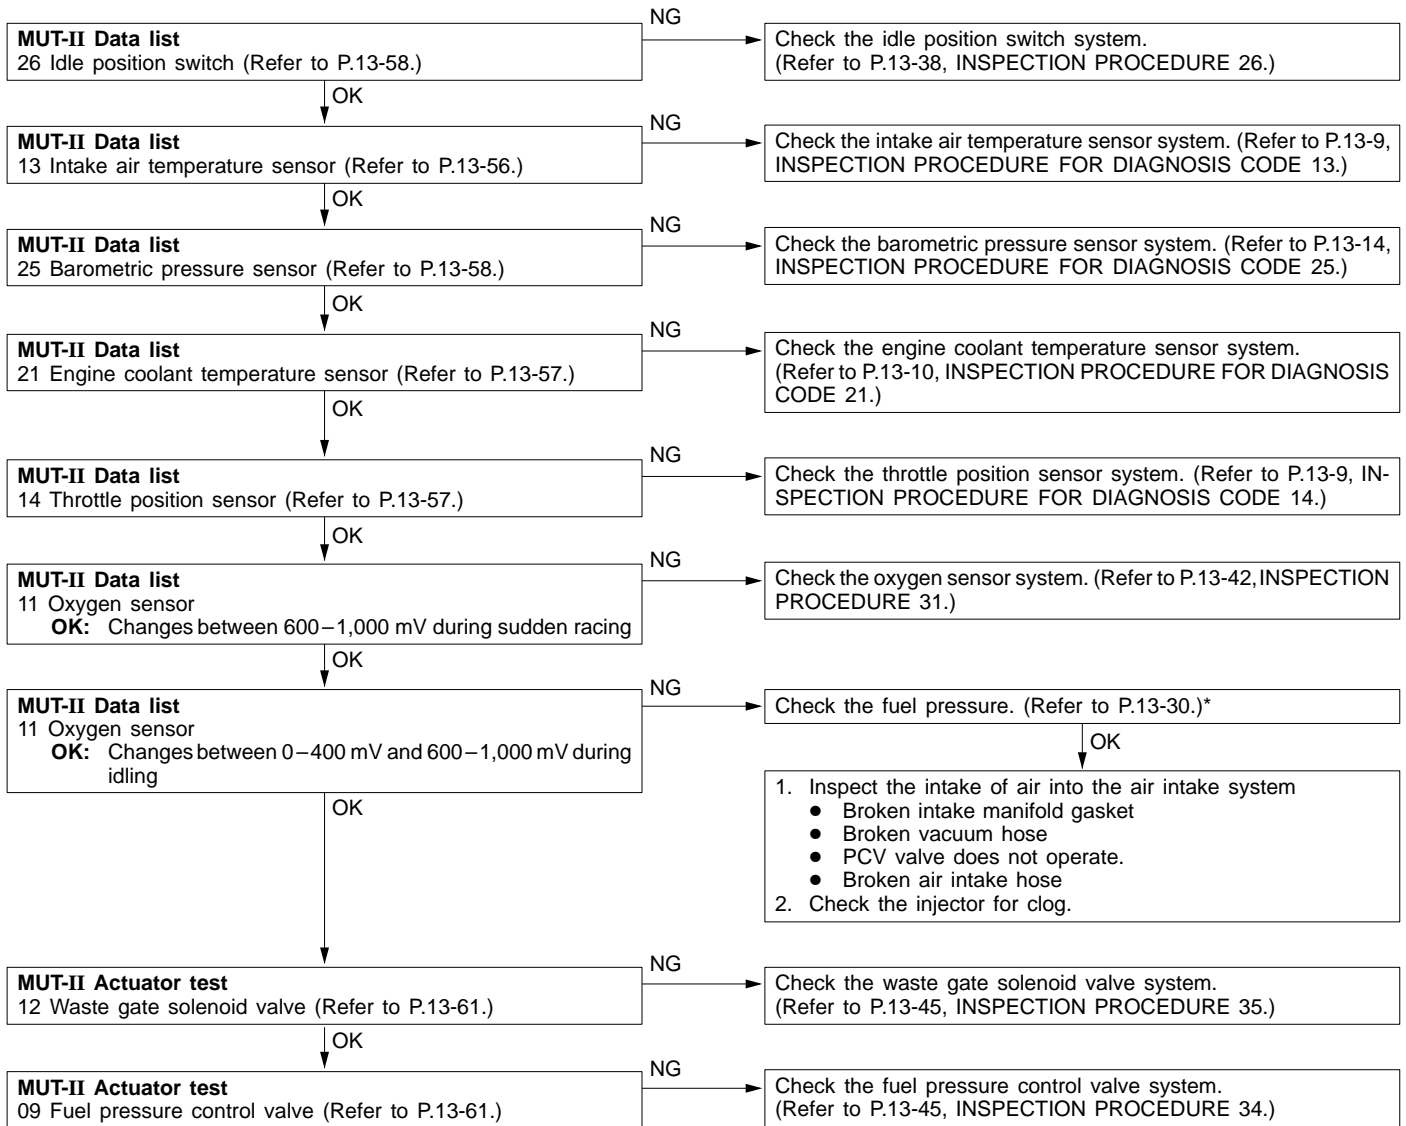 NG
MUT-II Data list
26 Idle position switch (Refer to P.13-58.)
Check the idle position switch system.
(Refer to P.13-38, INSPECTION PROCEDURE 26.)
OK
NG
MUT-II Data list
13 Intake air temperature sensor (Refer to P.13-56.)
Check the intake air temperature sensor system. (Refer to P.13-9,
INSPECTION PROCEDURE FOR DIAGNOSIS CODE 13.)
OK
NG
MUT-II Data list
25 Barometric pressure sensor (Refer to P.13-58.)
Check the barometric pressure sensor system. (Refer to P.13-14,
INSPECTION PROCEDURE FOR DIAGNOSIS CODE 25.)
OK
NG
MUT-II Data list
21 Engine coolant temperature sensor (Refer to P.13-57.)
Check the engine coolant temperature sensor system.
(Refer to P.13-10, INSPECTION PROCEDURE FOR DIAGNOSIS
CODE 21.)
OK
NG
MUT-II Data list
14 Throttle position sensor (Refer to P.13-57.)
Check the throttle position sensor system. (Refer to P.13-9, IN-
SPECTION PROCEDURE FOR DIAGNOSIS CODE 14.)
OK
NG
MUT-II Data list
11 Oxygen sensor
OK: Changes between 600–1,000 mV during sudden racing
Check the oxygen sensor system. (Refer to P.13-42, INSPECTION
PROCEDURE 31.)
OK
NG
MUT-II Data list
11 Oxygen sensor
OK: Changes between 0–400 mV and 600–1,000 mV during
idling
Check the fuel pressure. (Refer to P.13-30.)*
OK
1. Inspect the intake of air into the air intake system
● Broken intake manifold gasket
● Broken vacuum hose
● PCV valve does not operate.
● Broken air intake hose
2. Check the injector for clog.
OK
NG
MUT-II Actuator test
12 Waste gate solenoid valve (Refer to P.13-61.)
Check the waste gate solenoid valve system.
(Refer to P.13-45, INSPECTION PROCEDURE 35.)
OK
NG
MUT-II Actuator test
09 Fuel pressure control valve (Refer to P.13-61.)
Check the fuel pressure control valve system.
(Refer to P.13-45, INSPECTION PROCEDURE 34.)